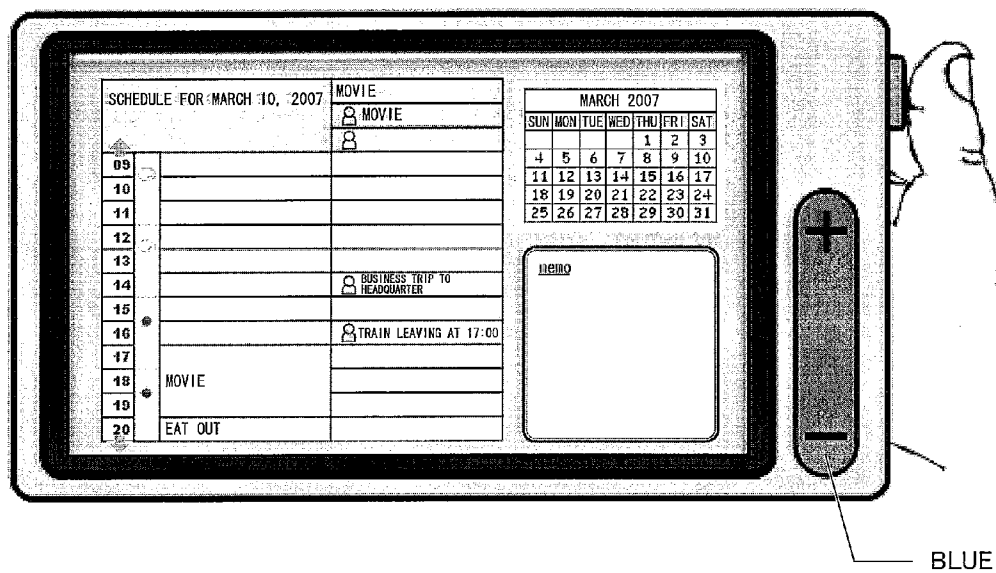 SCHEDULE FOR MARCH 10, 2007
MOVIE
MOVIE
09
10
11
12
13
14 BUSINESS TRIP TO
HEADQUARTER
15
16 TRAIN LEAVING AT 17:00
17
18 MOVIE
19
20 EAT OUT
MARCH 2007
SUN MON TUE WED THU FRI SAT
1 2 3
4 5 6 7 8 9 10
11 12 13 14 15 16 17
18 19 20 21 22 23 24
25 26 27 28 29 30 31
memo
+
−
BLUE